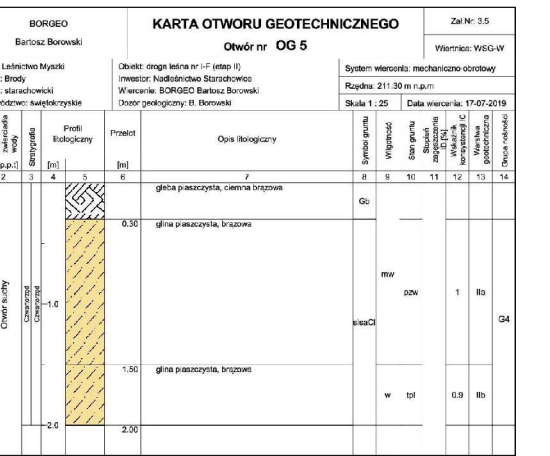 BORGEO
Bartosz Borowski
KARTA OTWORU GEOTECHNICZNEGO
Otwór nr OG 5
Zał.Nr: 3.5
Wiertnica: WSG-W
Leśnictwo Myszki
: Brody
: starachowicki
ództwo: świętokrzyskie
Obiekt: droga leśna nr I-F (etap II)
Inwestor: Nadleśnictwo Starachowice
Wiercenie: BORGEO Bartosz Borowski
Dozór geologiczny: B. Borowski
System wiercenia: mechaniczno-obrotowy
Rzędna: 211.30 m n.p.m
Skala 1 : 25
Data wiercenia: 17-07-2019
zwierciadła
wody
p.p.t]
Stratygrafia
Profil
litologiczny
[m]
Przelot
[m]
Opis litologiczny
Symbol gruntu
Wilgotność
Stan gruntu
Stopień
zagęszczenia
ID [%]
Wskaźnik
konsystencji IC
Warstwa
geotechniczna
Grupa nośności
2 3 4 5 6 7 8 9 10 11 12 13 14
gleba piaszczysta, ciemna brązowa
Gb
0.30
glina piaszczysta, brązowa
Otwór suchy
Czwartorzęd
Czwartorzęd
-1.0
mw
pzw
1
IIa
sisaCl
G4
1.50
glina piaszczysta, brązowa
w
tpl
0.9
IIb
-2.0
2.00